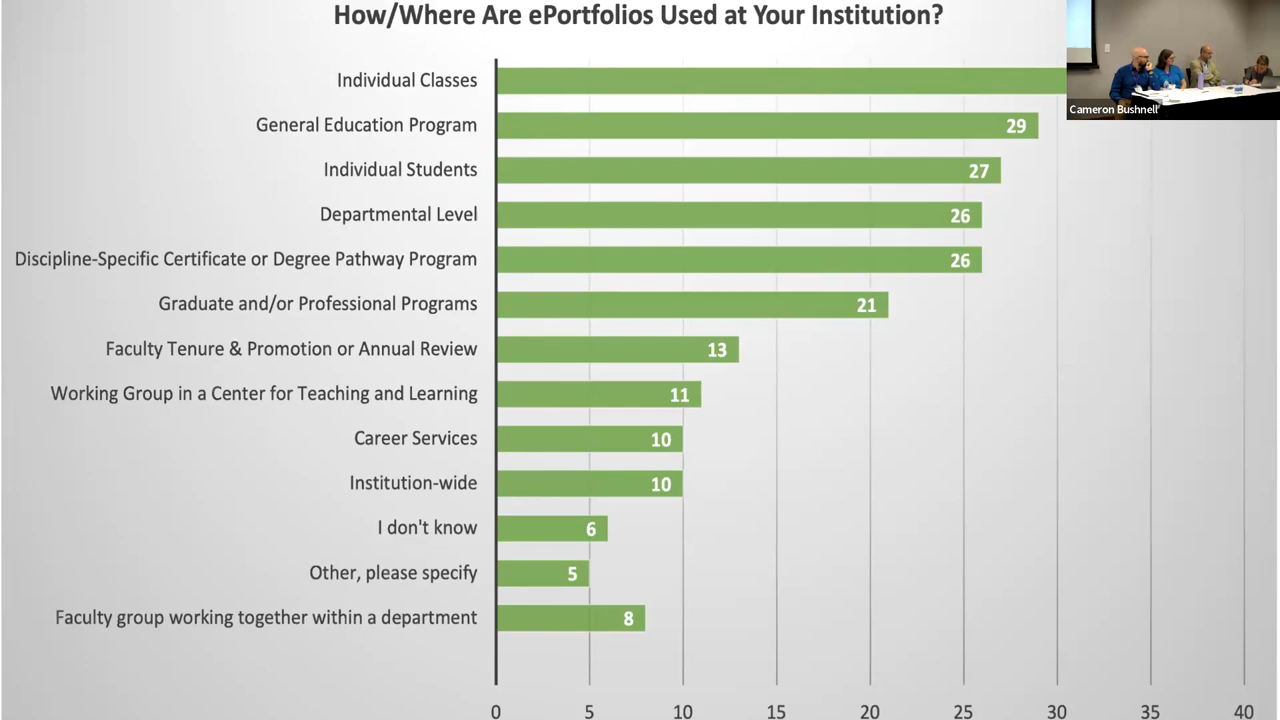 How/Where Are ePortfolios Used at Your Institution?
Individual Classes
General Education Program 29
Individual Students 27
Departmental Level 26
Discipline-Specific Certificate or Degree Pathway Program 26
Graduate and/or Professional Programs 21
Faculty Tenure & Promotion or Annual Review 13
Working Group in a Center for Teaching and Learning 11
Career Services 10
Institution-wide 10
I don't know 6
Other, please specify 5
Faculty group working together within a department 8
0 5 10 15 20 25 30 35 40
Cameron Bushnell